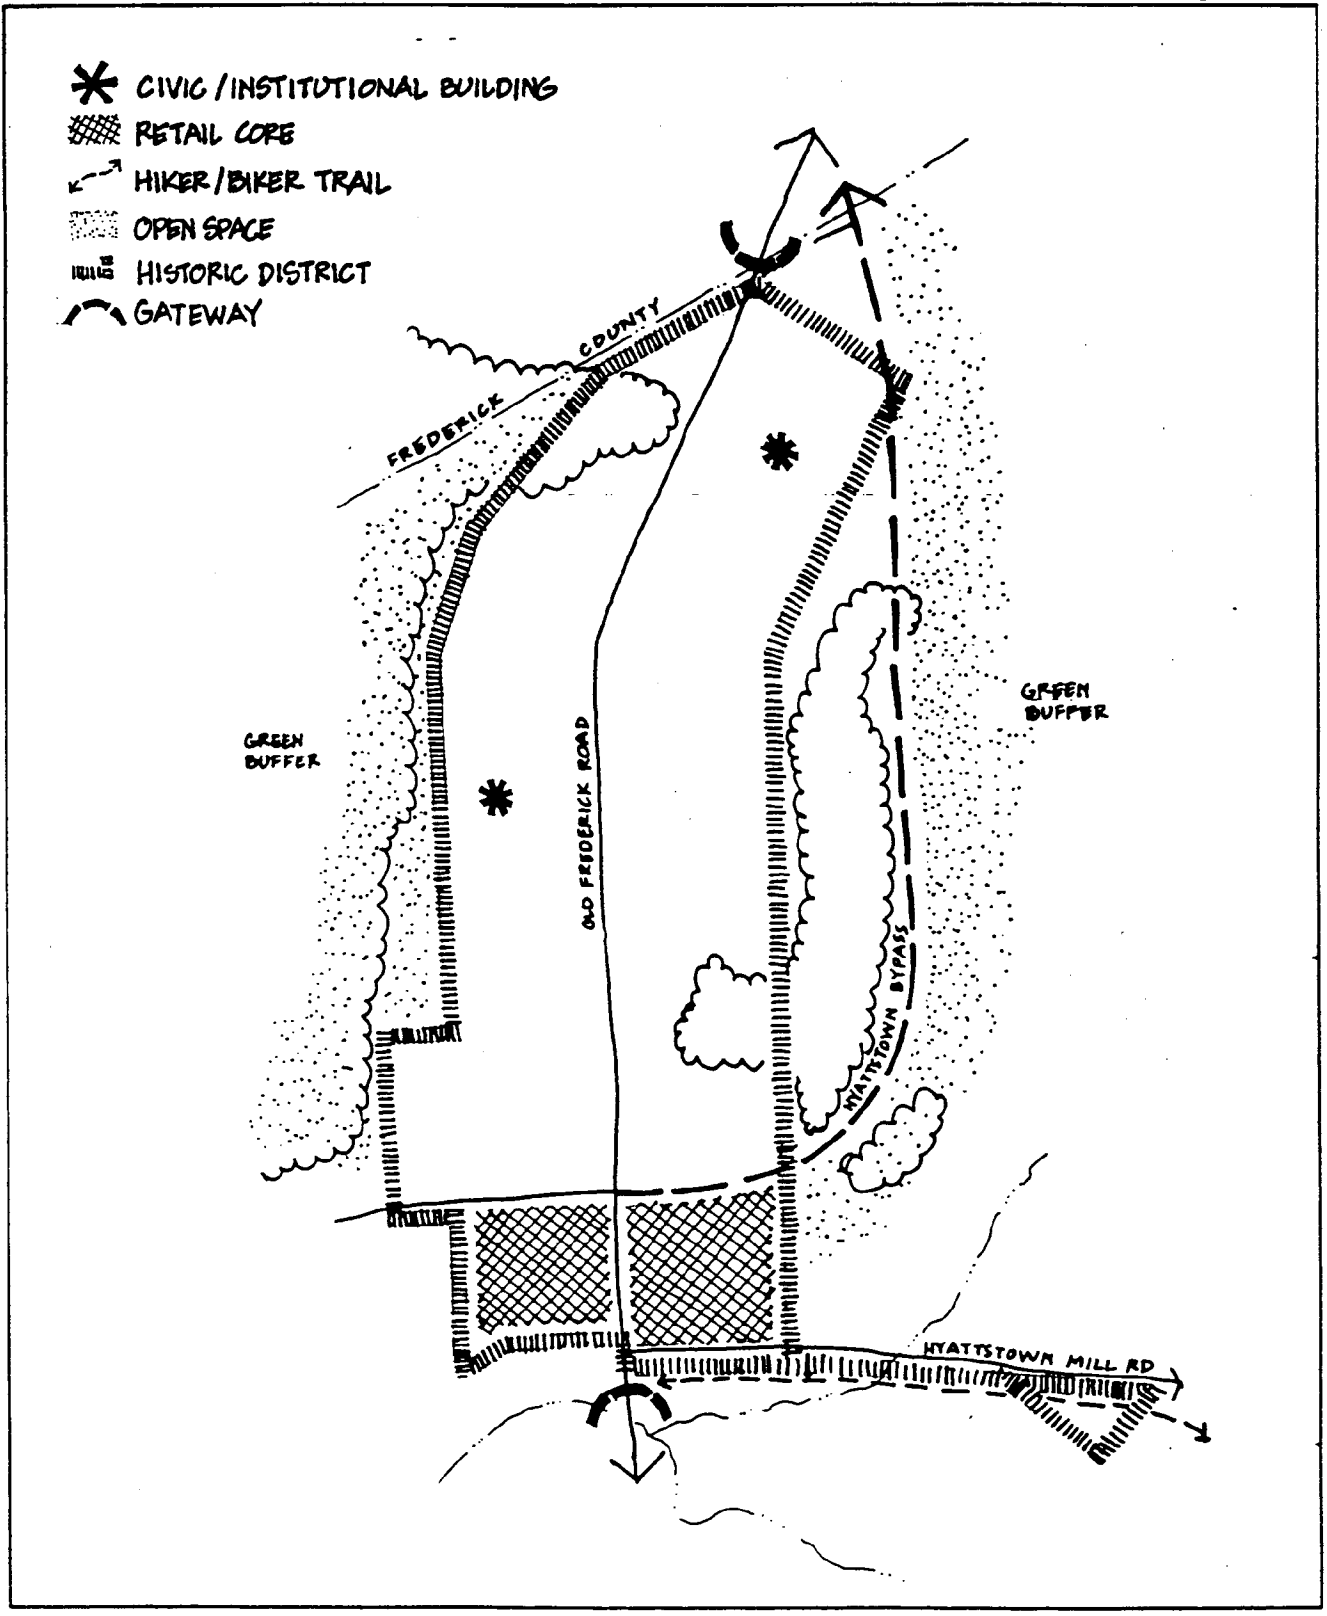 CIVIC/INSTITUTIONAL BUILDING
RETAIL CORE
HIKER/BIKER TRAIL
OPEN SPACE
HISTORIC DISTRICT
GATEWAY
FREDERICK COUNTY
GREEN
BUFFER
GREEN
BUFFER
OLD FREDERICK ROAD
HYATTSTOWN BYPASS
HYATTSTOWN MILL RD